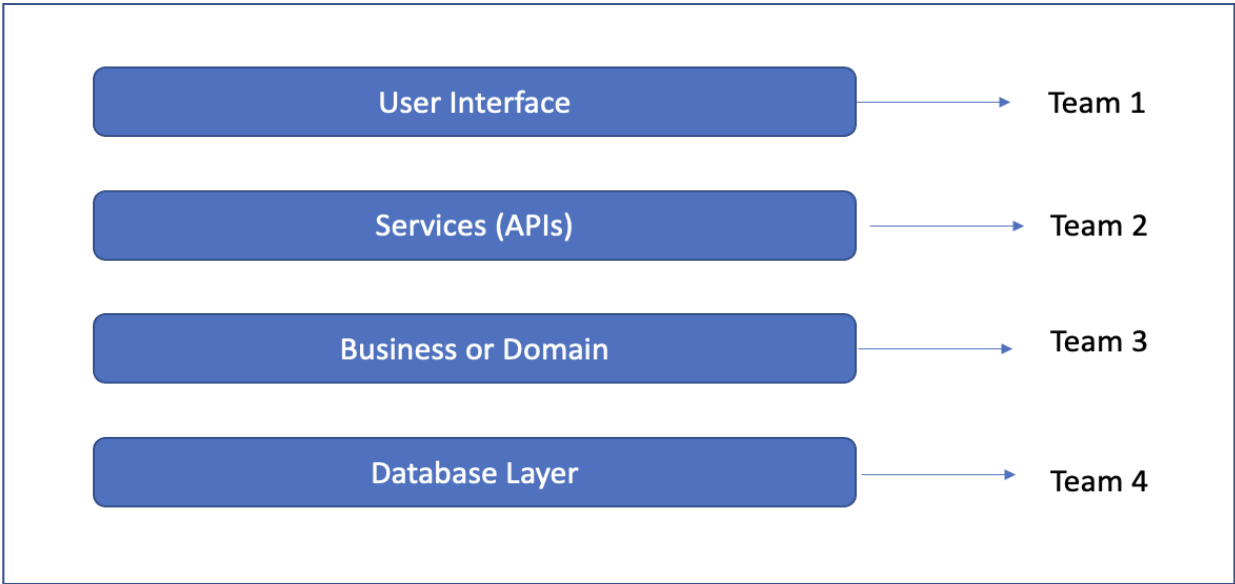 User Interface
Team 1
Services (APIs)
Team 2
Business or Domain
Team 3
Database Layer
Team 4